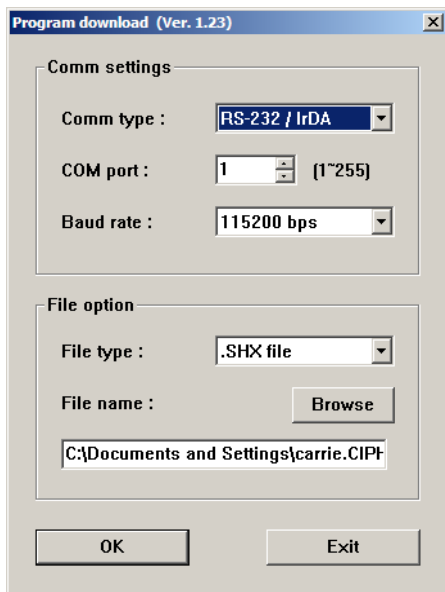 Program download (Ver. 1.23)
Comm settings
Comm type : RS-232 / IrDA
COM port : 1 (1~255)
Baud rate : 115200 bps
File option
File type : .SHX file
File name : Browse
C:\Documents and Settings\carrie.CIPH
OK Exit